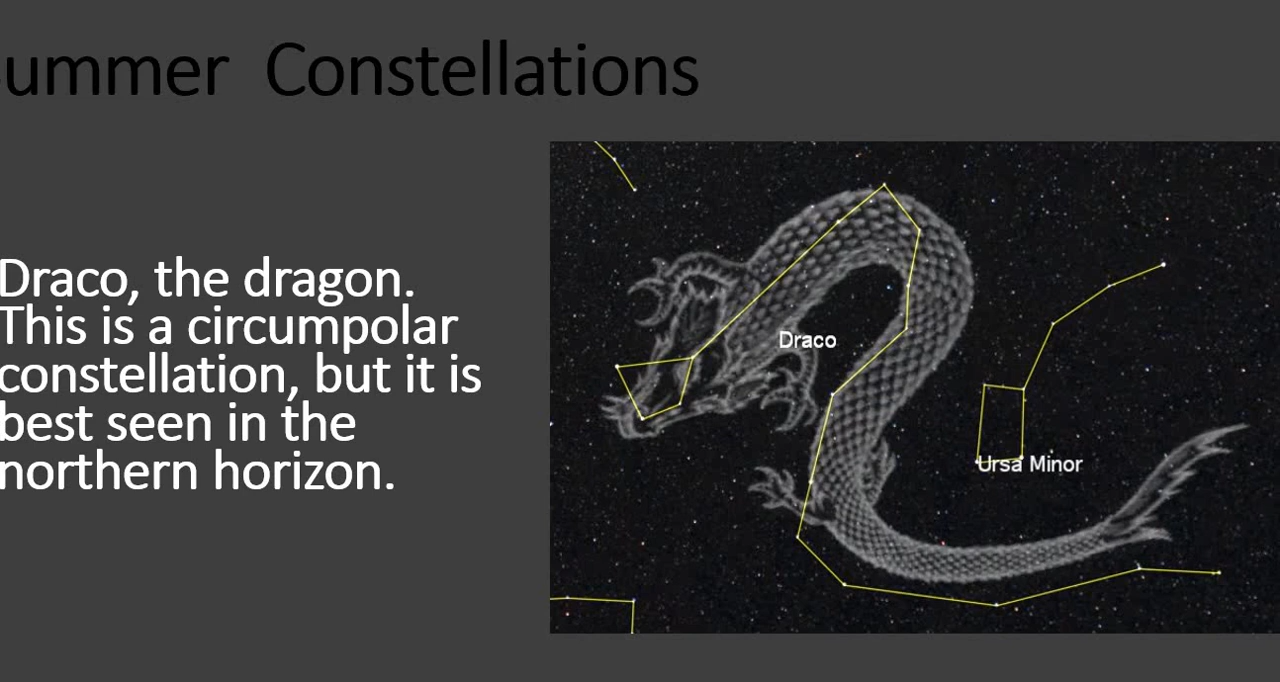 ummer Constellations
Draco, the dragon.
This is a circumpolar
constellation, but it is
best seen in the
northern horizon.
Draco
Ursa Minor